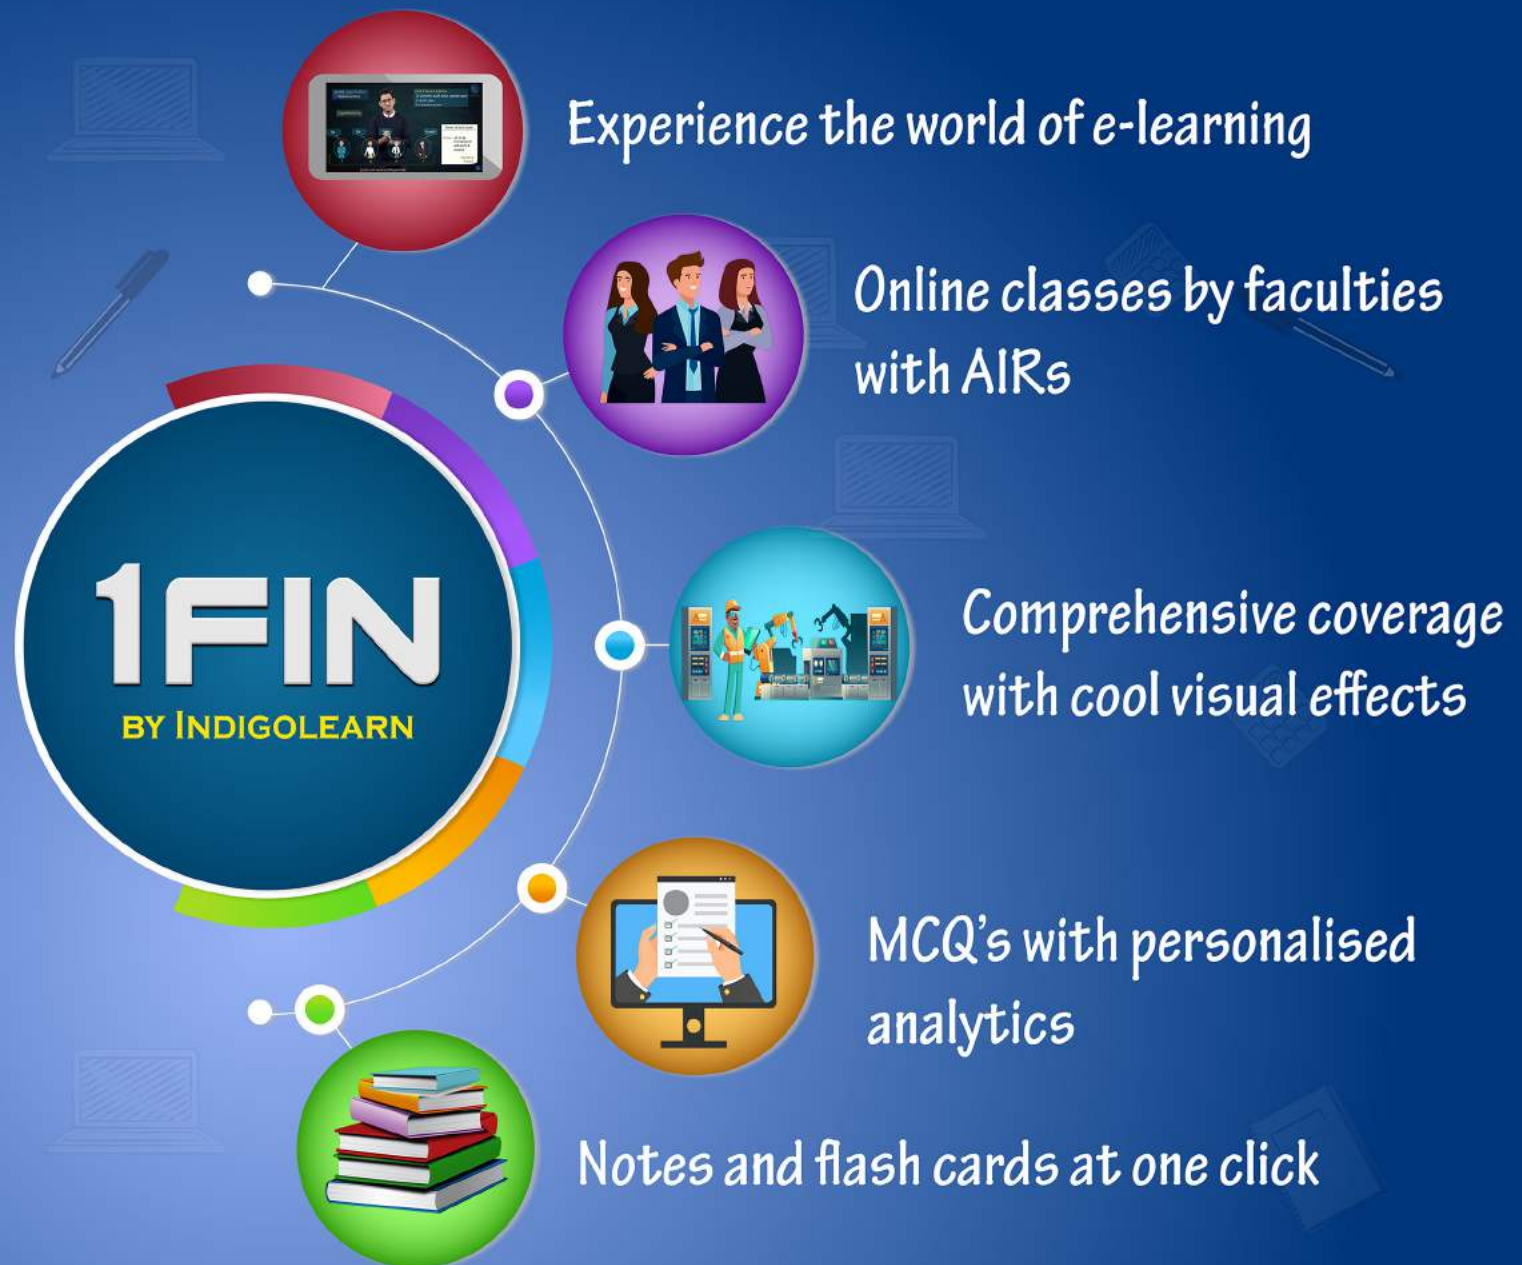 Experience the world of e-learning
Online classes by faculties
with AIRs
1FIN
BY INDIGOLEARN
Comprehensive coverage
with cool visual effects
MCQ's with personalised
analytics
Notes and flash cards at one click